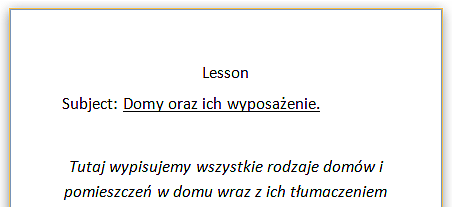 Lesson
Subject: Domy oraz ich wyposażenie.
Tutaj wypisujemy wszystkie rodzaje domów i
pomieszczeń w domu wraz z ich tłumaczeniem